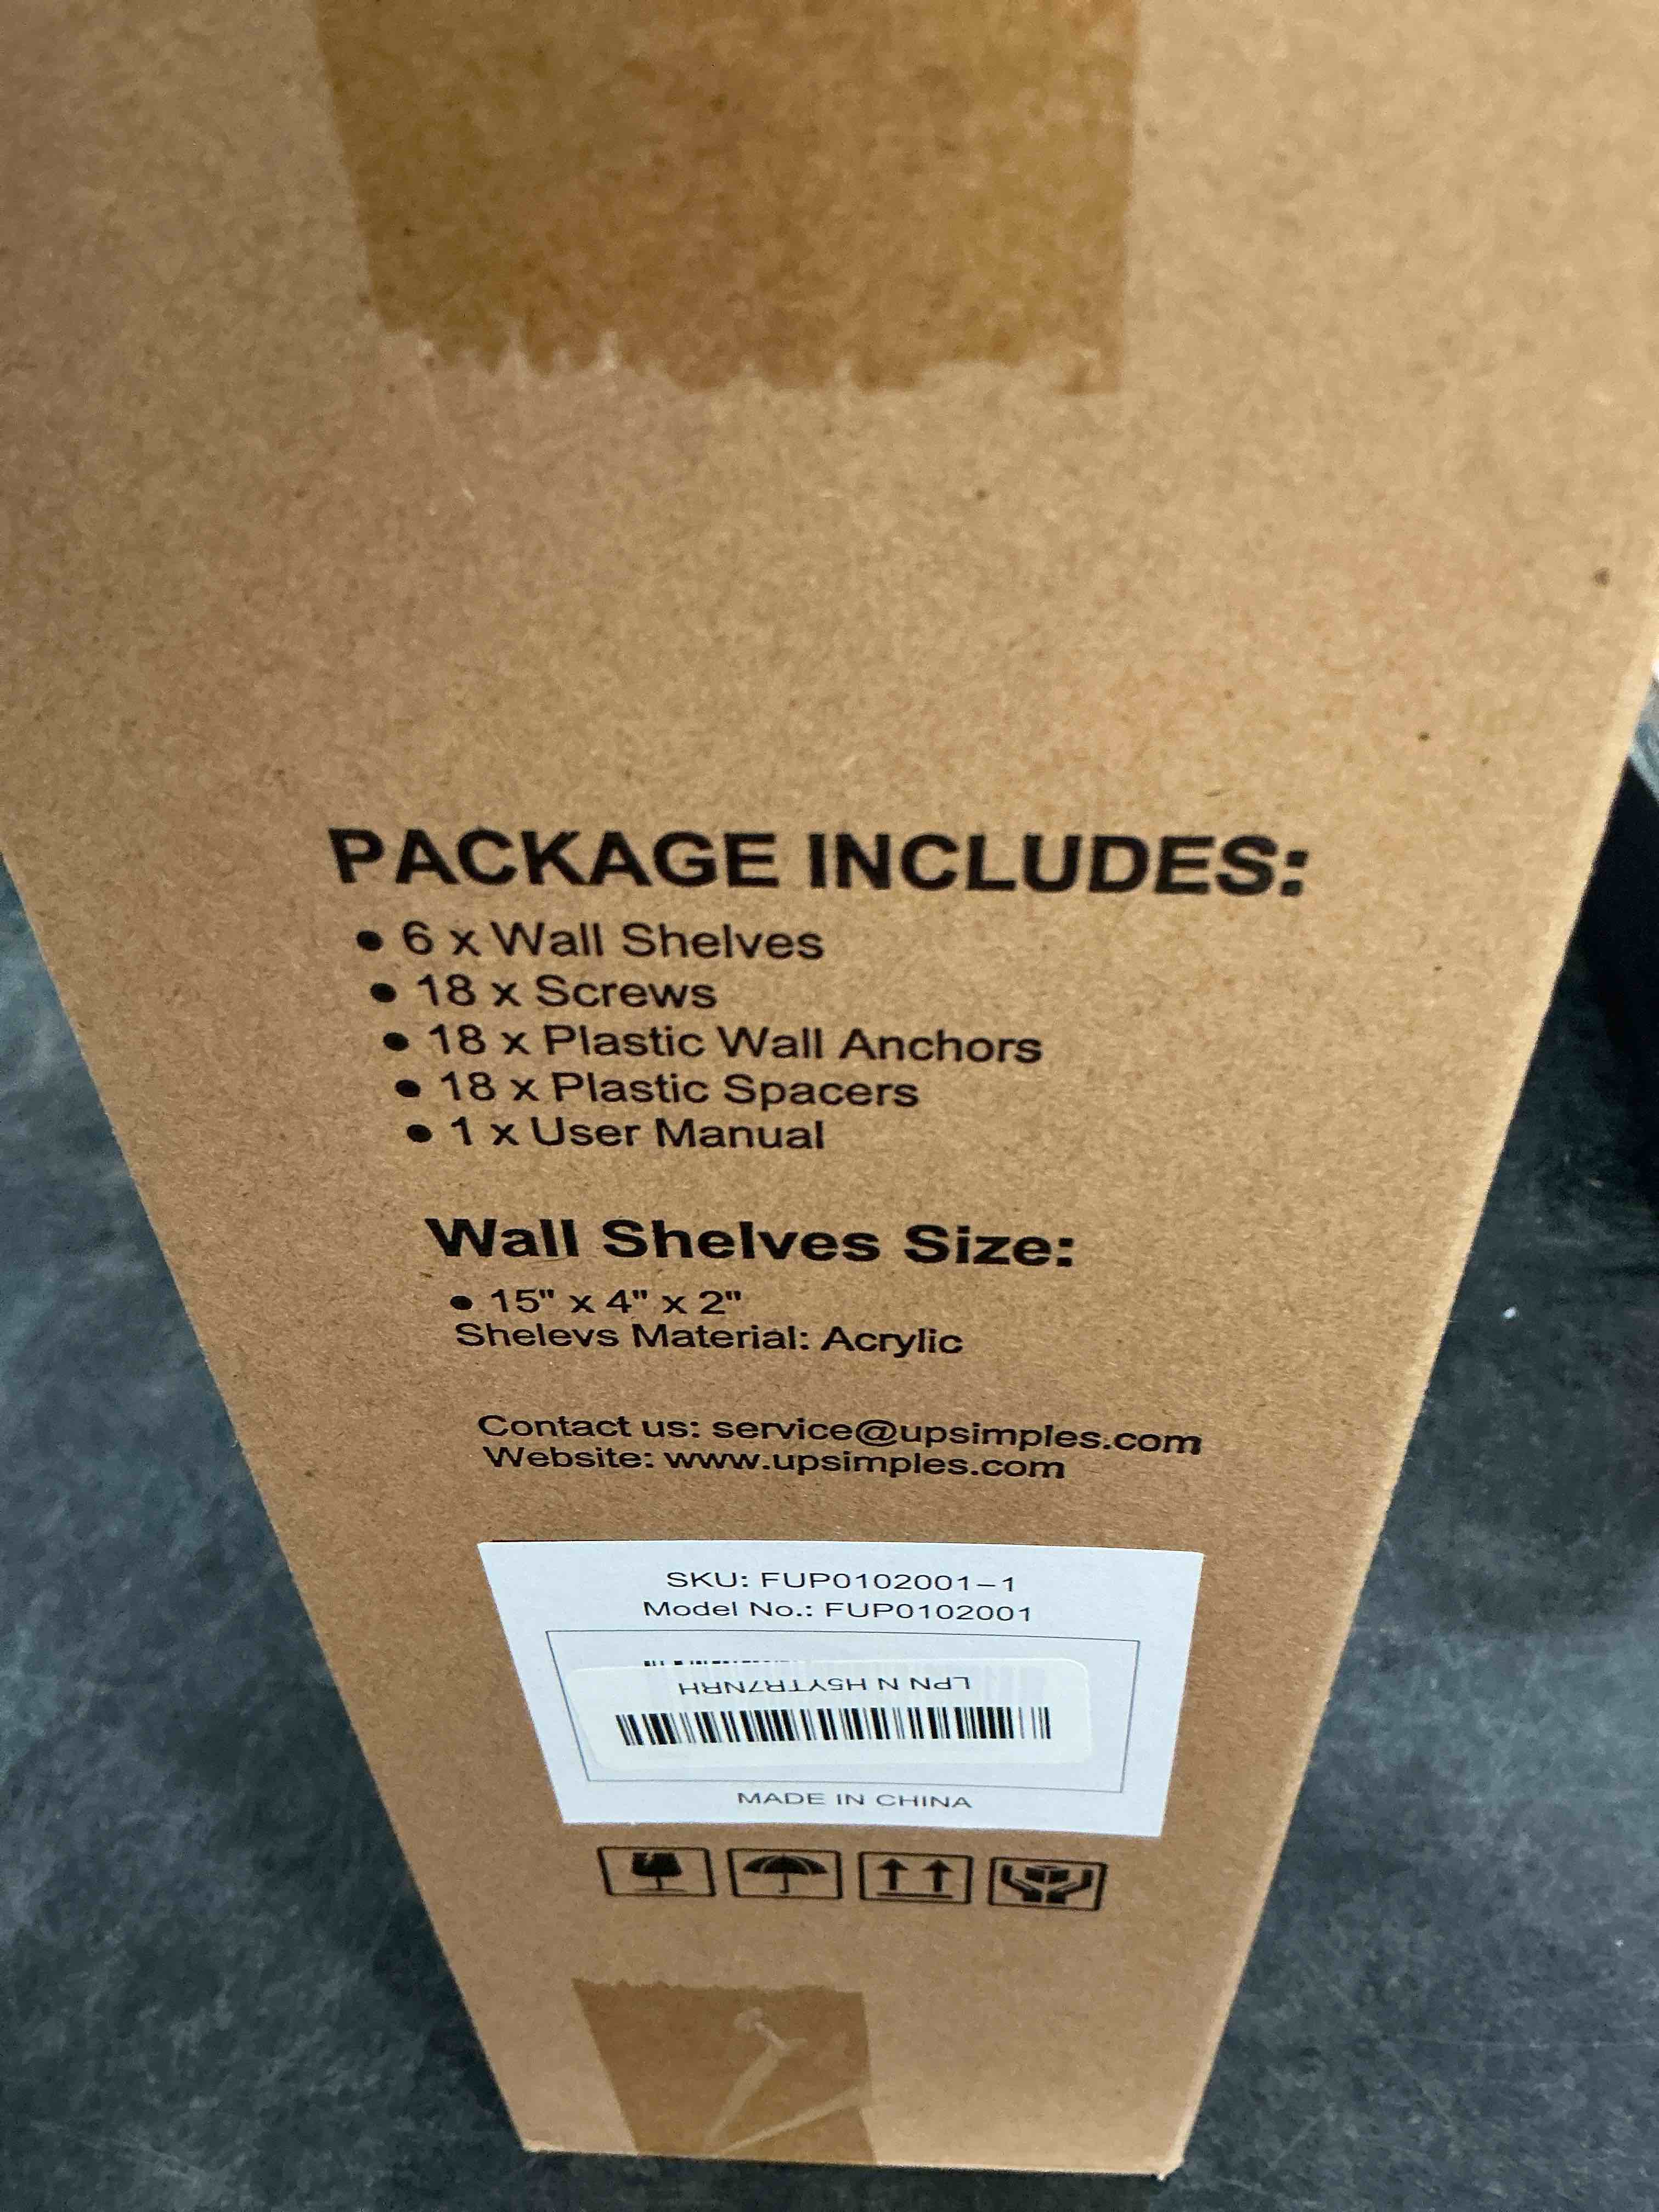 PACKAGE INCLUDES:
• 6 x Wall Shelves
• 18 x Screws
• 18 x Plastic Wall Anchors
• 18 x Plastic Spacers
• 1 x User Manual
Wall Shelves Size:
• 15" x 4" x 2"
Shelevs Material: Acrylic
Contact us: service@upsimples.com
Website: www.upsimples.com
SKU: FUP0102001-1
Model No.: FUP0102001
LPN N H5YTR7NRH
MADE IN CHINA